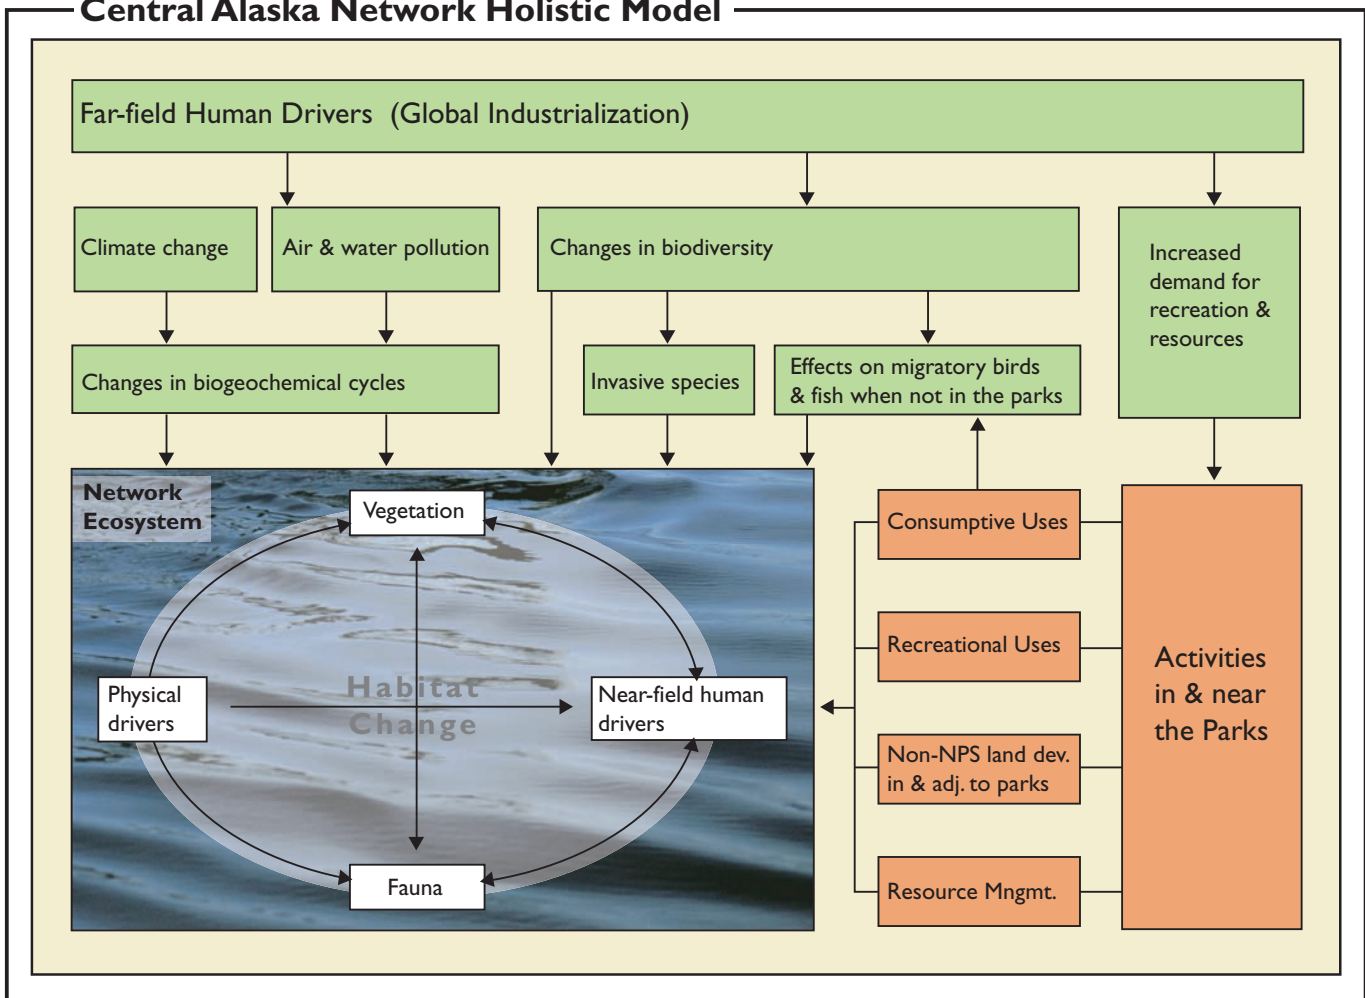 Central Alaska Network Holistic Model
Far-field Human Drivers (Global Industrialization)
Climate change
Air & water pollution
Changes in biodiversity
Increased
demand for
recreation &
resources
Changes in biogeochemical cycles
Invasive species
Effects on migratory birds
& fish when not in the parks
Network
Ecosystem
Vegetation
Physical
drivers
Habitat
Change
Near-field human
drivers
Fauna
Consumptive Uses
Recreational Uses
Non-NPS land dev.
in & adj. to parks
Resource Mngmt.
Activities
in & near
the Parks